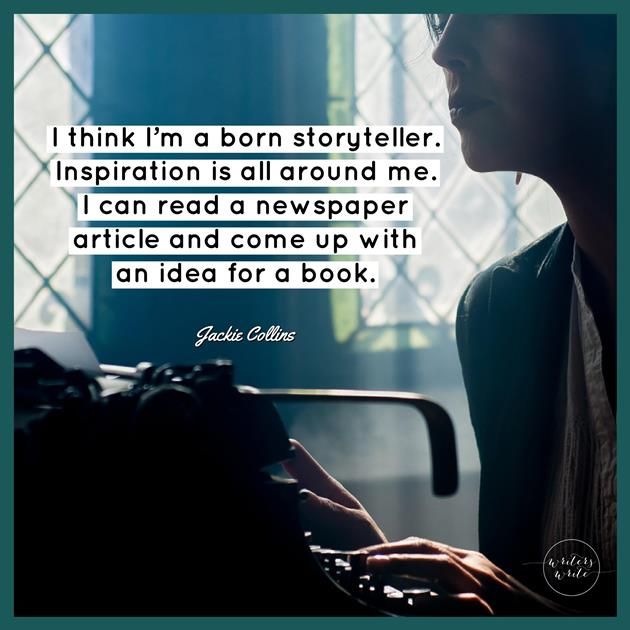 I think I'm a born storyteller.
Inspiration is all around me.
I can read a newspaper
article and come up with
an idea for a book.
Jackie Collins
writers
write